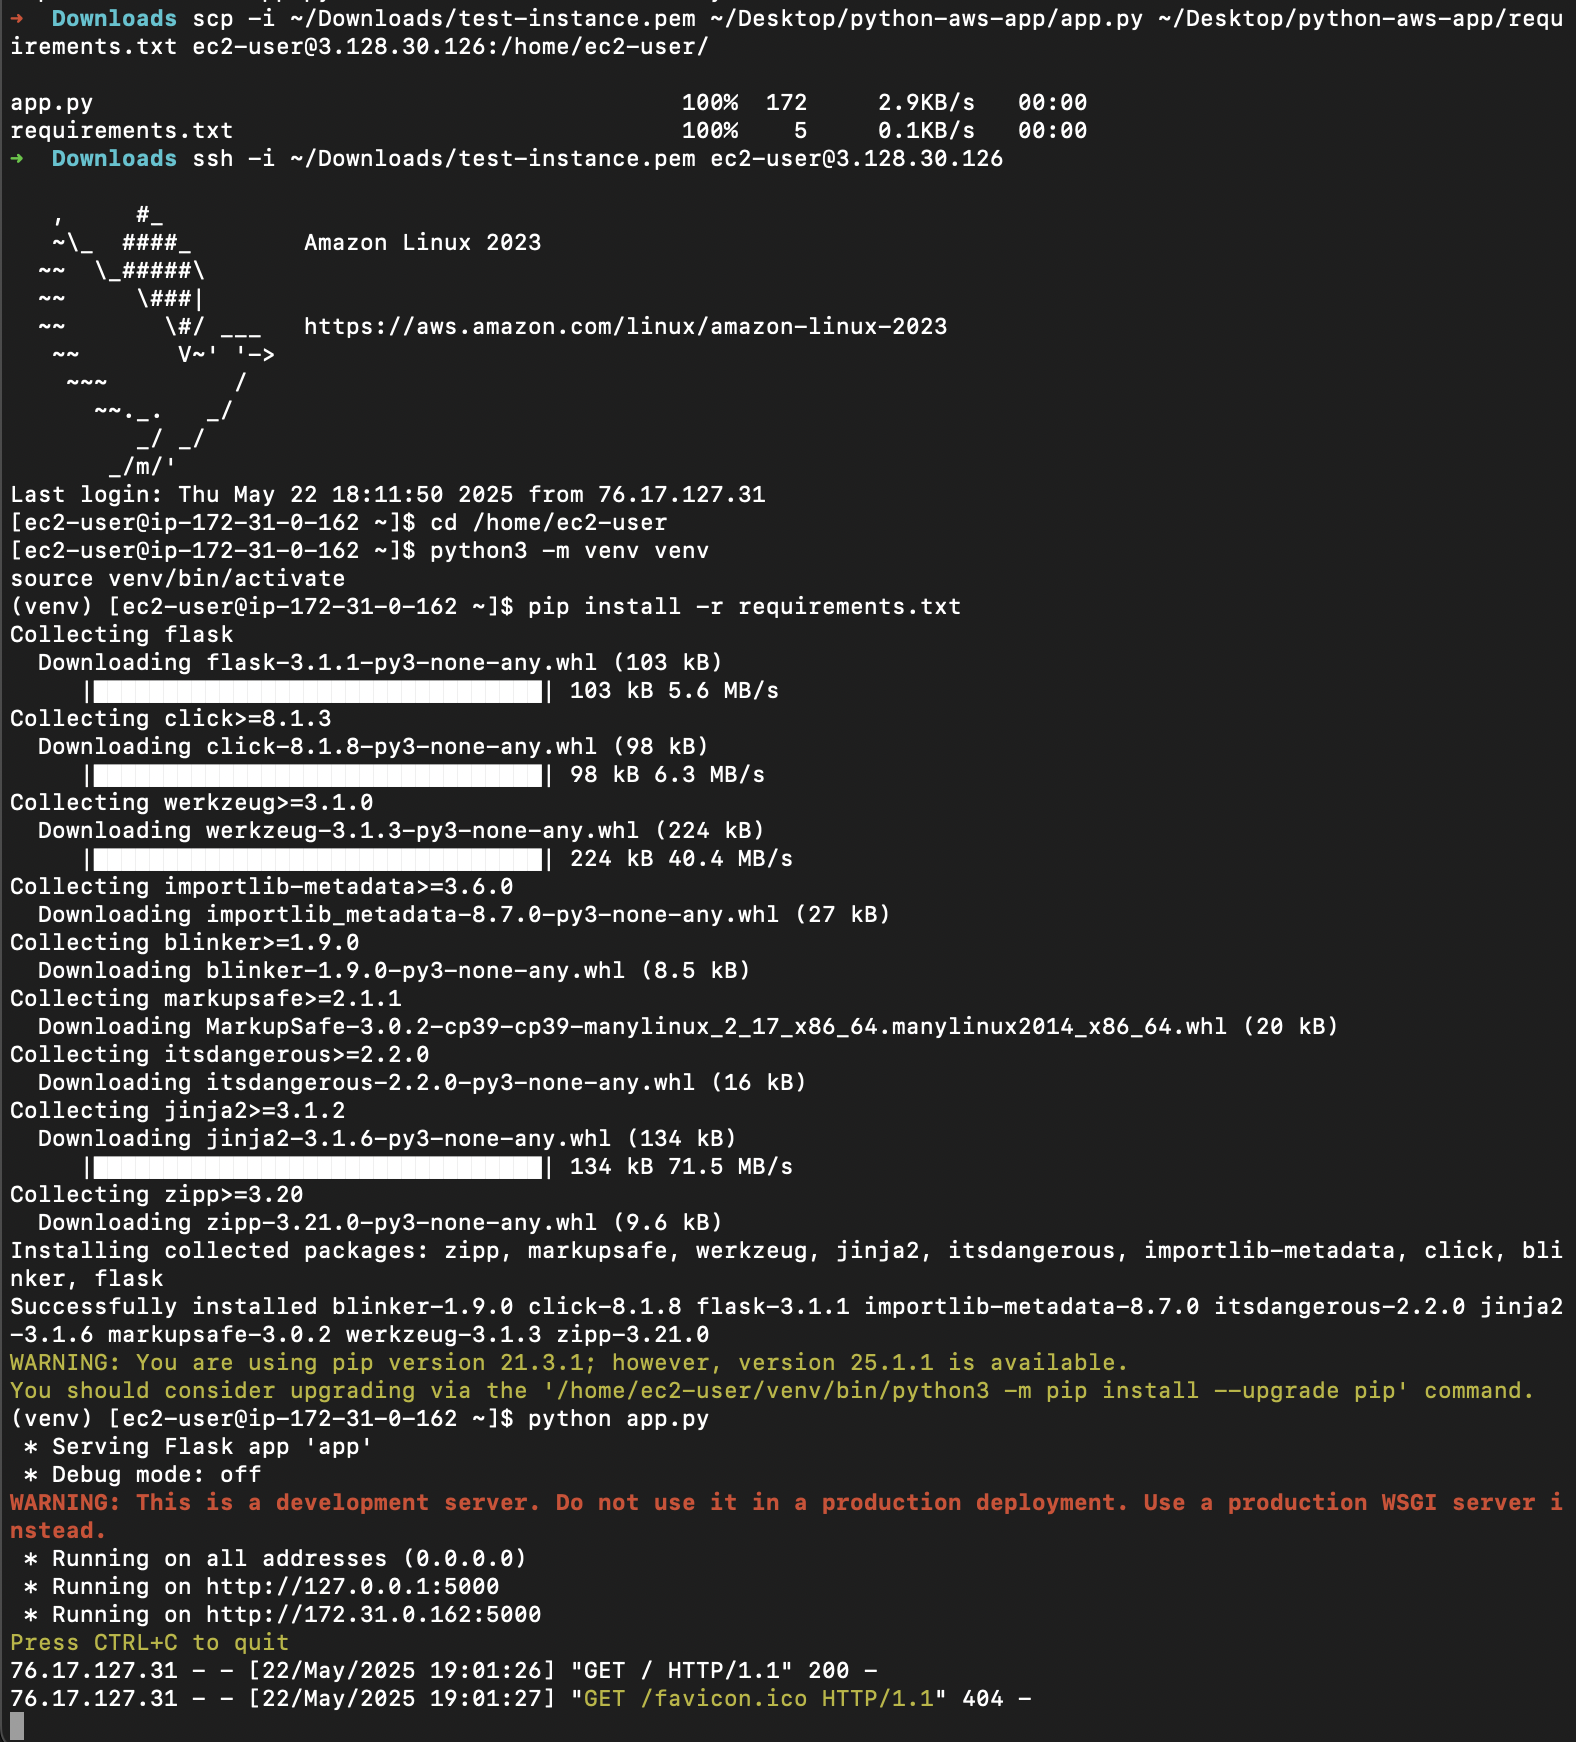 ➜  Downloads scp -i ~/Downloads/test-instance.pem ~/Desktop/python-aws-app/app.py ~/Desktop/python-aws-app/requ
irements.txt ec2-user@3.128.30.126:/home/ec2-user/

app.py                                          100%  172     2.9KB/s   00:00
requirements.txt                                100%    5     0.1KB/s   00:00
➜  Downloads ssh -i ~/Downloads/test-instance.pem ec2-user@3.128.30.126

   ,     #_
   ~\_  ####_        Amazon Linux 2023
  ~~  \_#####\
  ~~     \###|
  ~~       \#/ ___   https://aws.amazon.com/linux/amazon-linux-2023
   ~~       V~' '->
    ~~~         /
      ~~._.   _/
         _/ _/
       _/m/'
Last login: Thu May 22 18:11:50 2025 from 76.17.127.31
[ec2-user@ip-172-31-0-162 ~]$ cd /home/ec2-user
[ec2-user@ip-172-31-0-162 ~]$ python3 -m venv venv
source venv/bin/activate
(venv) [ec2-user@ip-172-31-0-162 ~]$ pip install -r requirements.txt
Collecting flask
  Downloading flask-3.1.1-py3-none-any.whl (103 kB)
     |████████████████████████████████| 103 kB 5.6 MB/s
Collecting click>=8.1.3
  Downloading click-8.1.8-py3-none-any.whl (98 kB)
     |████████████████████████████████| 98 kB 6.3 MB/s
Collecting werkzeug>=3.1.0
  Downloading werkzeug-3.1.3-py3-none-any.whl (224 kB)
     |████████████████████████████████| 224 kB 40.4 MB/s
Collecting importlib-metadata>=3.6.0
  Downloading importlib_metadata-8.7.0-py3-none-any.whl (27 kB)
Collecting blinker>=1.9.0
  Downloading blinker-1.9.0-py3-none-any.whl (8.5 kB)
Collecting markupsafe>=2.1.1
  Downloading MarkupSafe-3.0.2-cp39-cp39-manylinux_2_17_x86_64.manylinux2014_x86_64.whl (20 kB)
Collecting itsdangerous>=2.2.0
  Downloading itsdangerous-2.2.0-py3-none-any.whl (16 kB)
Collecting jinja2>=3.1.2
  Downloading jinja2-3.1.6-py3-none-any.whl (134 kB)
     |████████████████████████████████| 134 kB 71.5 MB/s
Collecting zipp>=3.20
  Downloading zipp-3.21.0-py3-none-any.whl (9.6 kB)
Installing collected packages: zipp, markupsafe, werkzeug, jinja2, itsdangerous, importlib-metadata, click, bli
nker, flask
Successfully installed blinker-1.9.0 click-8.1.8 flask-3.1.1 importlib-metadata-8.7.0 itsdangerous-2.2.0 jinja2
-3.1.6 markupsafe-3.0.2 werkzeug-3.1.3 zipp-3.21.0
WARNING: You are using pip version 21.3.1; however, version 25.1.1 is available.
You should consider upgrading via the '/home/ec2-user/venv/bin/python3 -m pip install --upgrade pip' command.
(venv) [ec2-user@ip-172-31-0-162 ~]$ python app.py
 * Serving Flask app 'app'
 * Debug mode: off
WARNING: This is a development server. Do not use it in a production deployment. Use a production WSGI server i
nstead.
 * Running on all addresses (0.0.0.0)
 * Running on http://127.0.0.1:5000
 * Running on http://172.31.0.162:5000
Press CTRL+C to quit
76.17.127.31 - - [22/May/2025 19:01:26] "GET / HTTP/1.1" 200 -
76.17.127.31 - - [22/May/2025 19:01:27] "GET /favicon.ico HTTP/1.1" 404 -